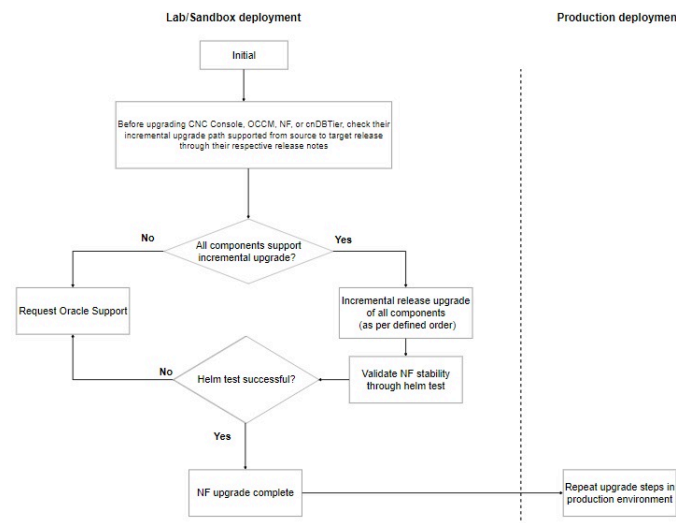 Lab/Sandbox deployment
Production deploymen
Initial
Before upgrading CNC Console, OCCM, NF, or cnDBTier, check their
incremental upgrade path supported from source to target release
through their respective release notes
No
Yes
All components support
incremental upgrade?
Request Oracle Support
Incremental release upgrade
of all components
(as per defined order)
No
Helm test successful?
Validate NF stability
through helm test
Yes
NF upgrade complete
Repeat upgrade steps in
production environment